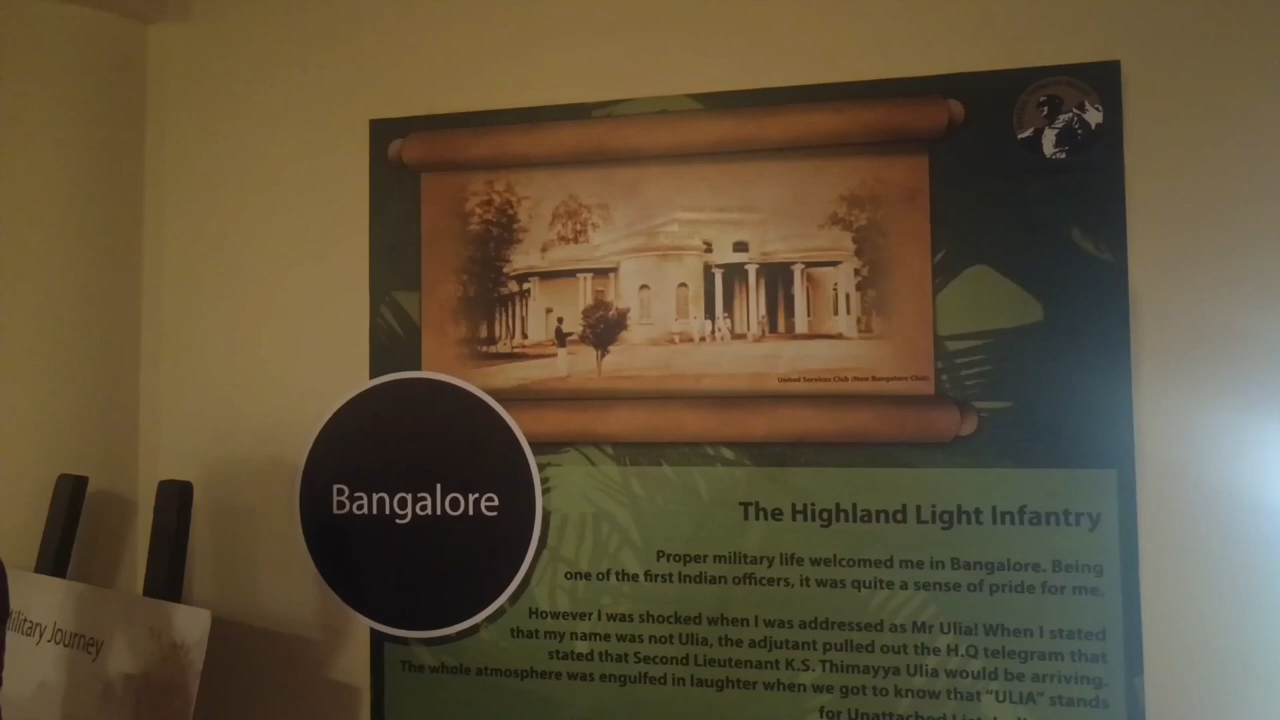 United Services Club (Now Bangalore Club)
Bangalore
The Highland Light Infantry
Proper military life welcomed me in Bangalore. Being
one of the first Indian officers, it was quite a sense of pride for me.
However I was shocked when I was addressed as Mr Ulia! When I stated
that my name was not Ulia, the adjutant pulled out the H.Q telegram that
stated that Second Lieutenant K.S. Thimayya Ulia would be arriving.
The whole atmosphere was engulfed in laughter when we got to know that “ULIA” stands
for Unattached List
Military Journey